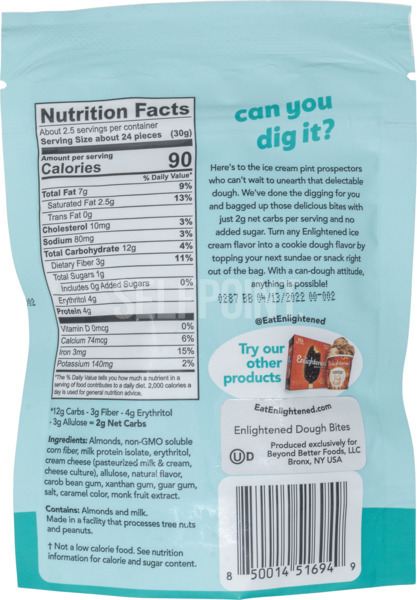 Nutrition Facts
About 2.5 servings per container
Serving Size about 24 pieces (30g)
Amount per serving
Calories 90
% Daily Value*
Total Fat 7g 9%
Saturated Fat 2.5g 13%
Trans Fat 0g
Cholesterol 10mg 3%
Sodium 80mg 3%
Total Carbohydrate 12g 4%
Dietary Fiber 3g 11%
Total Sugars 1g
Includes 0g Added Sugars 0%
Erythritol 4g
Protein 4g
Vitamin D 0mcg 0%
Calcium 74mcg 6%
Iron 3mg 15%
Potassium 140mg 2%
*The % Daily Value tells you how much a nutrient in a
serving of food contributes to a daily diet. 2,000 calories a
day is used for general nutrition advice.
*12g Carbs - 3g Fiber - 4g Erythritol
- 3g Allulose = 2g Net Carbs
Ingredients: Almonds, non-GMO soluble
corn fiber, milk protein isolate, erythritol,
cream cheese (pasteurized milk & cream,
cheese culture), allulose, natural flavor,
carob bean gum, xanthan gum, guar gum,
salt, caramel color, monk fruit extract.
Contains: Almonds and milk.
Made in a facility that processes tree nuts
and peanuts.
† Not a low calorie food. See nutrition
information for calorie and sugar content.
can you
dig it?
Here's to the ice cream pint prospectors
who can't wait to unearth that delectable
dough. We've done the digging for you
and bagged up those delicious bites with
just 2g net carbs per serving and no
added sugar. Turn any Enlightened ice
cream flavor into a cookie dough flavor by
topping your next sundae or snack right
out of the bag. With a can-dough attitude,
anything is possible!
0287 BB 04/13/2022 00-002
002
@EatEnlightened
Try our
other
products
Enlightened
EatEnlightened.com
Enlightened Dough Bites
U D
Produced exclusively for
Beyond Better Foods, LLC
Bronx, NY USA
8 50014 51694 9